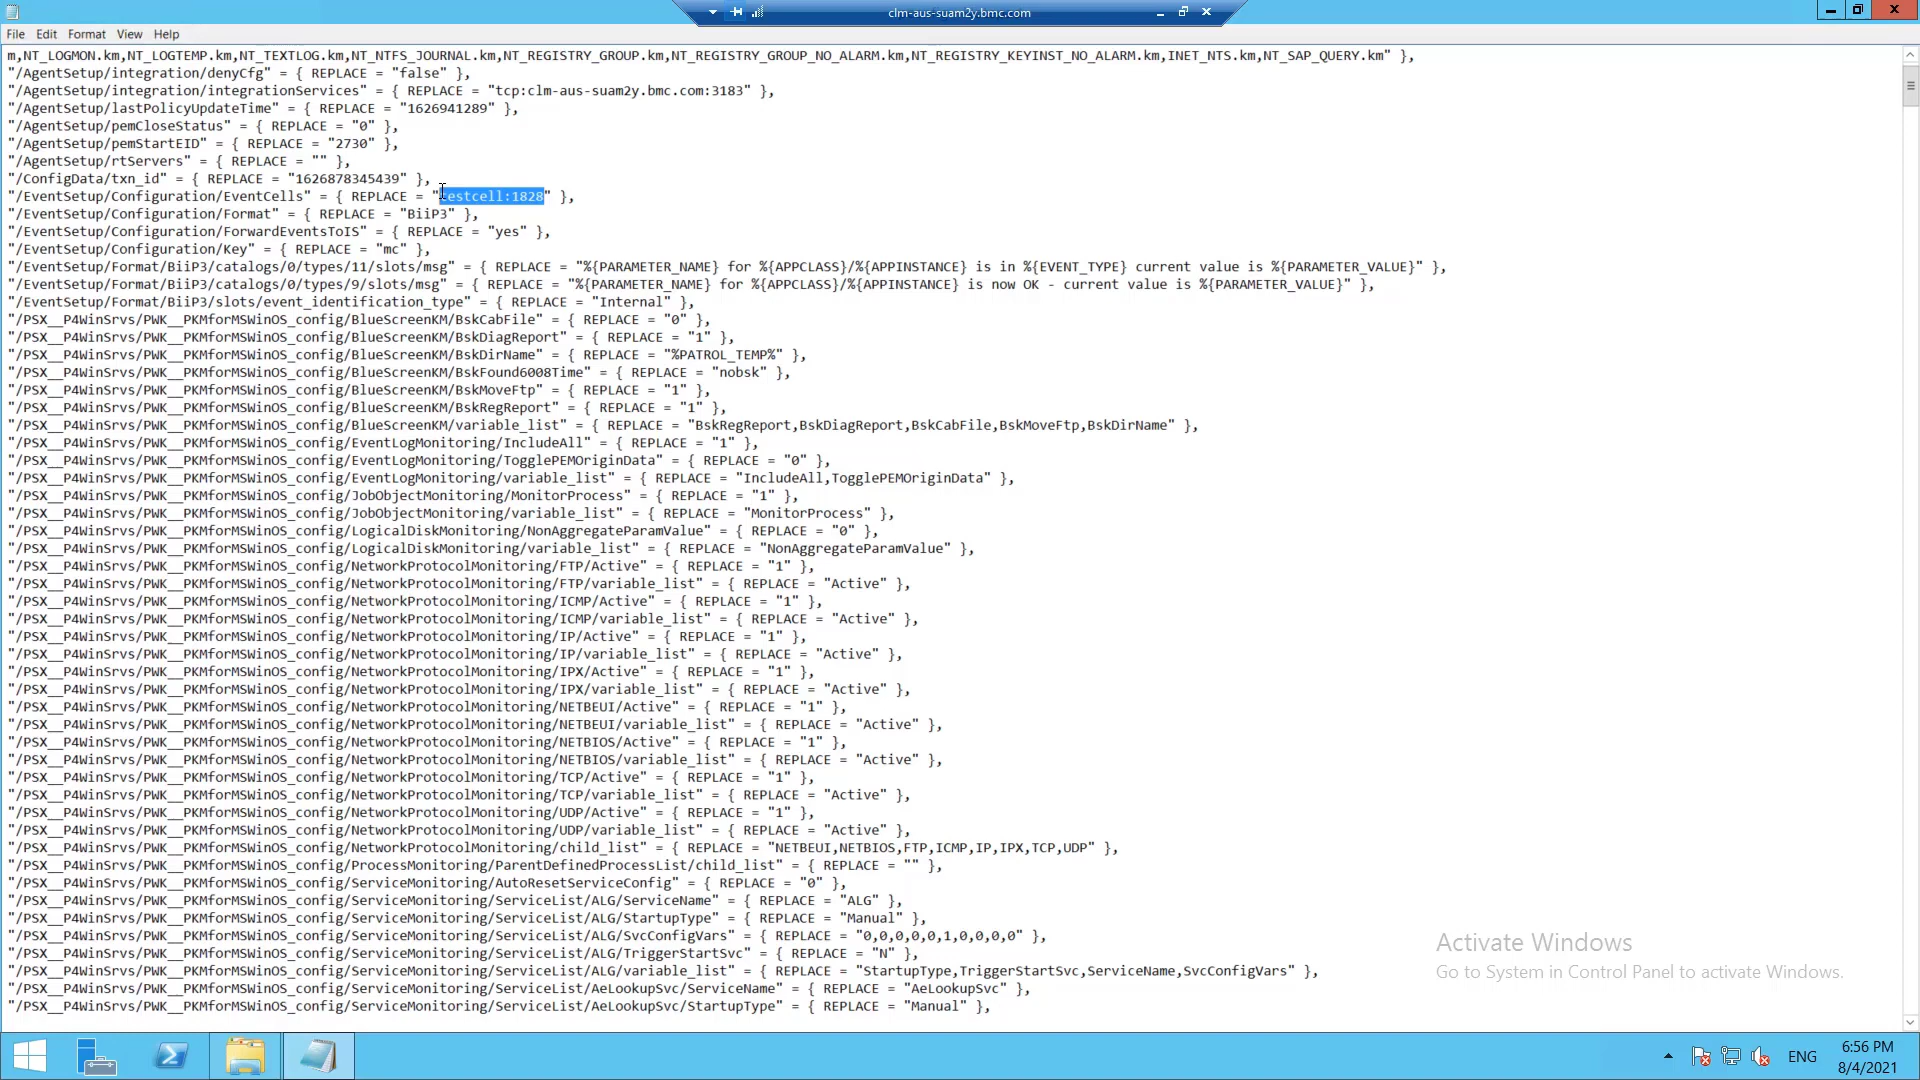 clm-aus-suam2y.bmc.com
File Edit Format View Help
m,NT_LOGMON.km,NT_LOGTEMP.km,NT_TEXTLOG.km,NT_NTFS_JOURNAL.km,NT_REGISTRY_GROUP.km,NT_REGISTRY_GROUP_NO_ALARM.km,NT_REGISTRY_KEYINST_NO_ALARM.km,INET_NTS.km,NT_SAP_QUERY.km" },
"/AgentSetup/integration/denyCfg" = { REPLACE = "false" },
"/AgentSetup/integration/integrationServices" = { REPLACE = "tcp:clm-aus-suam2y.bmc.com:3183" },
"/AgentSetup/lastPolicyUpdateTime" = { REPLACE = "1626941289" },
"/AgentSetup/pemCloseStatus" = { REPLACE = "0" },
"/AgentSetup/pemStartEID" = { REPLACE = "2730" },
"/AgentSetup/rtServers" = { REPLACE = "" },
"/ConfigData/txn_id" = { REPLACE = "1626878345439" },
"/EventSetup/Configuration/EventCells" = { REPLACE = "testcell:1828" },
"/EventSetup/Configuration/Format" = { REPLACE = "BiiP3" },
"/EventSetup/Configuration/ForwardEventsToIS" = { REPLACE = "yes" },
"/EventSetup/Configuration/Key" = { REPLACE = "mc" },
"/EventSetup/Format/BiiP3/catalogs/0/types/11/slots/msg" = { REPLACE = "%{PARAMETER_NAME} for %{APPCLASS}/%{APPINSTANCE} is in %{EVENT_TYPE} current value is %{PARAMETER_VALUE}" },
"/EventSetup/Format/BiiP3/catalogs/0/types/9/slots/msg" = { REPLACE = "%{PARAMETER_NAME} for %{APPCLASS}/%{APPINSTANCE} is now OK - current value is %{PARAMETER_VALUE}" },
"/EventSetup/Format/BiiP3/slots/event_identification_type" = { REPLACE = "Internal" },
"/PSX__P4WinSrvs/PWK__PKMforMSWinOS_config/BlueScreenKM/BskCabFile" = { REPLACE = "0" },
"/PSX__P4WinSrvs/PWK__PKMforMSWinOS_config/BlueScreenKM/BskDiagReport" = { REPLACE = "1" },
"/PSX__P4WinSrvs/PWK__PKMforMSWinOS_config/BlueScreenKM/BskDirName" = { REPLACE = "%PATROL_TEMP%" },
"/PSX__P4WinSrvs/PWK__PKMforMSWinOS_config/BlueScreenKM/BskFound6008Time" = { REPLACE = "nobsk" },
"/PSX__P4WinSrvs/PWK__PKMforMSWinOS_config/BlueScreenKM/BskMoveFtp" = { REPLACE = "1" },
"/PSX__P4WinSrvs/PWK__PKMforMSWinOS_config/BlueScreenKM/BskRegReport" = { REPLACE = "1" },
"/PSX__P4WinSrvs/PWK__PKMforMSWinOS_config/BlueScreenKM/variable_list" = { REPLACE = "BskRegReport,BskDiagReport,BskCabFile,BskMoveFtp,BskDirName" },
"/PSX__P4WinSrvs/PWK__PKMforMSWinOS_config/EventLogMonitoring/IncludeAll" = { REPLACE = "1" },
"/PSX__P4WinSrvs/PWK__PKMforMSWinOS_config/EventLogMonitoring/TogglePEMOriginData" = { REPLACE = "0" },
"/PSX__P4WinSrvs/PWK__PKMforMSWinOS_config/EventLogMonitoring/variable_list" = { REPLACE = "IncludeAll,TogglePEMOriginData" },
"/PSX__P4WinSrvs/PWK__PKMforMSWinOS_config/JobObjectMonitoring/MonitorProcess" = { REPLACE = "1" },
"/PSX__P4WinSrvs/PWK__PKMforMSWinOS_config/JobObjectMonitoring/variable_list" = { REPLACE = "MonitorProcess" },
"/PSX__P4WinSrvs/PWK__PKMforMSWinOS_config/LogicalDiskMonitoring/NonAggregateParamValue" = { REPLACE = "0" },
"/PSX__P4WinSrvs/PWK__PKMforMSWinOS_config/LogicalDiskMonitoring/variable_list" = { REPLACE = "NonAggregateParamValue" },
"/PSX__P4WinSrvs/PWK__PKMforMSWinOS_config/NetworkProtocolMonitoring/FTP/Active" = { REPLACE = "1" },
"/PSX__P4WinSrvs/PWK__PKMforMSWinOS_config/NetworkProtocolMonitoring/FTP/variable_list" = { REPLACE = "Active" },
"/PSX__P4WinSrvs/PWK__PKMforMSWinOS_config/NetworkProtocolMonitoring/ICMP/Active" = { REPLACE = "1" },
"/PSX__P4WinSrvs/PWK__PKMforMSWinOS_config/NetworkProtocolMonitoring/ICMP/variable_list" = { REPLACE = "Active" },
"/PSX__P4WinSrvs/PWK__PKMforMSWinOS_config/NetworkProtocolMonitoring/IP/Active" = { REPLACE = "1" },
"/PSX__P4WinSrvs/PWK__PKMforMSWinOS_config/NetworkProtocolMonitoring/IP/variable_list" = { REPLACE = "Active" },
"/PSX__P4WinSrvs/PWK__PKMforMSWinOS_config/NetworkProtocolMonitoring/IPX/Active" = { REPLACE = "1" },
"/PSX__P4WinSrvs/PWK__PKMforMSWinOS_config/NetworkProtocolMonitoring/IPX/variable_list" = { REPLACE = "Active" },
"/PSX__P4WinSrvs/PWK__PKMforMSWinOS_config/NetworkProtocolMonitoring/NETBEUI/Active" = { REPLACE = "1" },
"/PSX__P4WinSrvs/PWK__PKMforMSWinOS_config/NetworkProtocolMonitoring/NETBEUI/variable_list" = { REPLACE = "Active" },
"/PSX__P4WinSrvs/PWK__PKMforMSWinOS_config/NetworkProtocolMonitoring/NETBIOS/Active" = { REPLACE = "1" },
"/PSX__P4WinSrvs/PWK__PKMforMSWinOS_config/NetworkProtocolMonitoring/NETBIOS/variable_list" = { REPLACE = "Active" },
"/PSX__P4WinSrvs/PWK__PKMforMSWinOS_config/NetworkProtocolMonitoring/TCP/Active" = { REPLACE = "1" },
"/PSX__P4WinSrvs/PWK__PKMforMSWinOS_config/NetworkProtocolMonitoring/TCP/variable_list" = { REPLACE = "Active" },
"/PSX__P4WinSrvs/PWK__PKMforMSWinOS_config/NetworkProtocolMonitoring/UDP/Active" = { REPLACE = "1" },
"/PSX__P4WinSrvs/PWK__PKMforMSWinOS_config/NetworkProtocolMonitoring/UDP/variable_list" = { REPLACE = "Active" },
"/PSX__P4WinSrvs/PWK__PKMforMSWinOS_config/NetworkProtocolMonitoring/child_list" = { REPLACE = "NETBEUI,NETBIOS,FTP,ICMP,IP,IPX,TCP,UDP" },
"/PSX__P4WinSrvs/PWK__PKMforMSWinOS_config/ProcessMonitoring/ParentDefinedProcessList/child_list" = { REPLACE = "" },
"/PSX__P4WinSrvs/PWK__PKMforMSWinOS_config/ServiceMonitoring/AutoResetServiceConfig" = { REPLACE = "0" },
"/PSX__P4WinSrvs/PWK__PKMforMSWinOS_config/ServiceMonitoring/ServiceList/ALG/ServiceName" = { REPLACE = "ALG" },
"/PSX__P4WinSrvs/PWK__PKMforMSWinOS_config/ServiceMonitoring/ServiceList/ALG/StartupType" = { REPLACE = "Manual" },
"/PSX__P4WinSrvs/PWK__PKMforMSWinOS_config/ServiceMonitoring/ServiceList/ALG/SvcConfigVars" = { REPLACE = "0,0,0,0,0,1,0,0,0,0" },
"/PSX__P4WinSrvs/PWK__PKMforMSWinOS_config/ServiceMonitoring/ServiceList/ALG/TriggerStartSvc" = { REPLACE = "N" },
"/PSX__P4WinSrvs/PWK__PKMforMSWinOS_config/ServiceMonitoring/ServiceList/ALG/variable_list" = { REPLACE = "StartupType,TriggerStartSvc,ServiceName,SvcConfigVars" },
"/PSX__P4WinSrvs/PWK__PKMforMSWinOS_config/ServiceMonitoring/ServiceList/AeLookupSvc/ServiceName" = { REPLACE = "AeLookupSvc" },
"/PSX__P4WinSrvs/PWK__PKMforMSWinOS_config/ServiceMonitoring/ServiceList/AeLookupSvc/StartupType" = { REPLACE = "Manual" },
Activate Windows
Go to System in Control Panel to activate Windows.
ENG
6:56 PM
8/4/2021